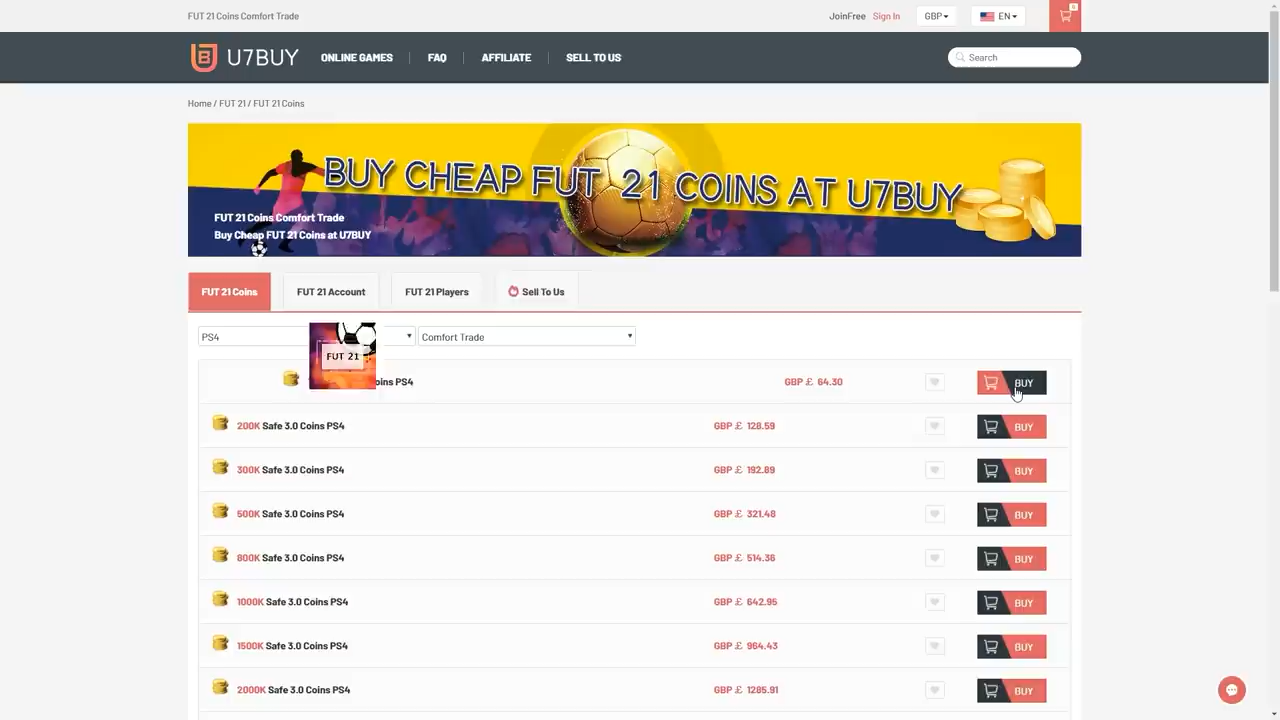 FUT 21 Coins Comfort Trade
JoinFree Sign In GBP EN 0
U7BUY ONLINE GAMES FAQ AFFILIATE SELL TO US Search
Home / FUT 21 / FUT 21 Coins
BUY CHEAP FUT 21 COINS AT U7BUY
FUT 21 Coins Comfort Trade
Buy Cheap FUT 21 Coins at U7BUY
FUT 21 Coins FUT 21 Account FUT 21 Players Sell To Us
PS4 Comfort Trade
FUT 21
PS4 GBP £ 64.30 BUY
200K Safe 3.0 Coins PS4 GBP £ 128.59 BUY
300K Safe 3.0 Coins PS4 GBP £ 192.89 BUY
500K Safe 3.0 Coins PS4 GBP £ 321.48 BUY
800K Safe 3.0 Coins PS4 GBP £ 514.36 BUY
1000K Safe 3.0 Coins PS4 GBP £ 642.95 BUY
1500K Safe 3.0 Coins PS4 GBP £ 964.43 BUY
2000K Safe 3.0 Coins PS4 GBP £ 1285.91 BUY